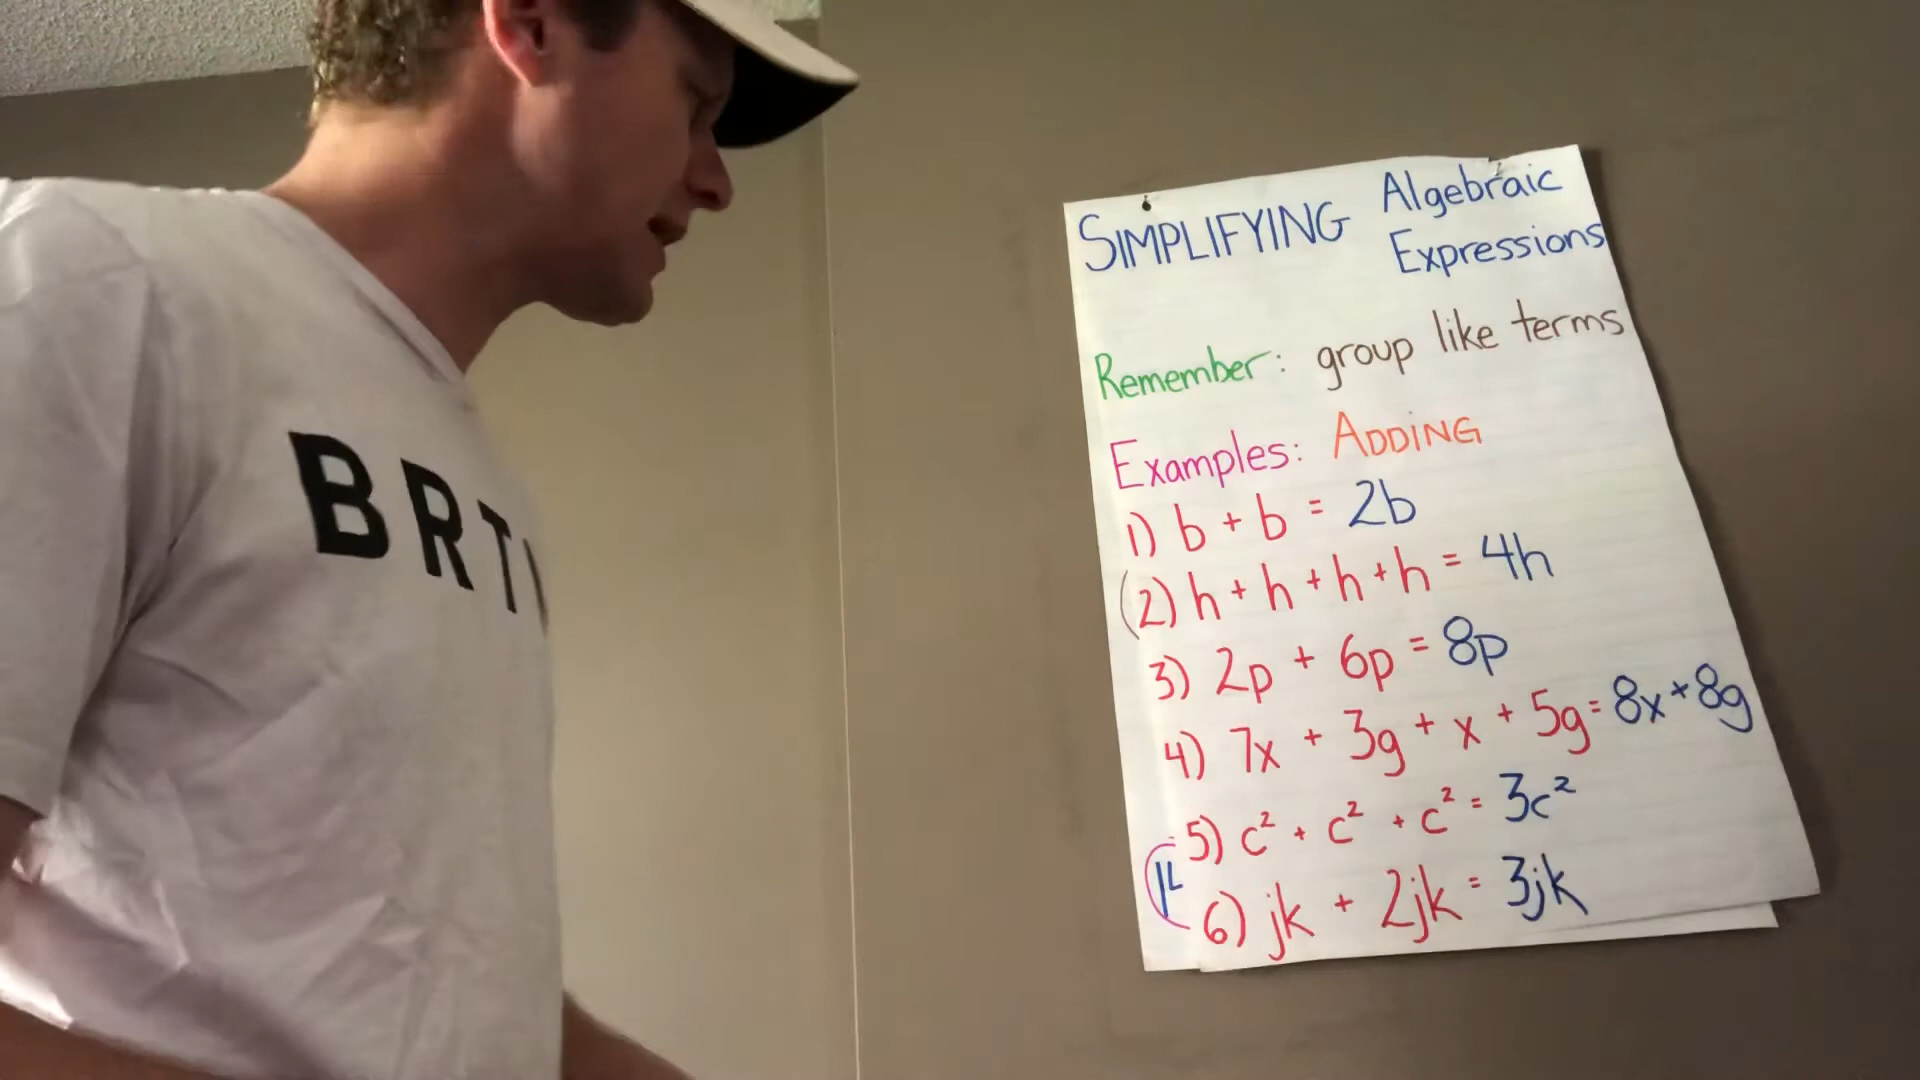 BRT
SIMPLIFYING Algebraic
Expressions
Remember: group like terms
Examples: ADDING
1) b + b = 2b
(2) h + h + h + h = 4h
3) 2p + 6p = 8p
4) 7x + 3g + x + 5g = 8x + 8g
5) c² + c² + c² = 3c²
6) jk + 2jk = 3jk